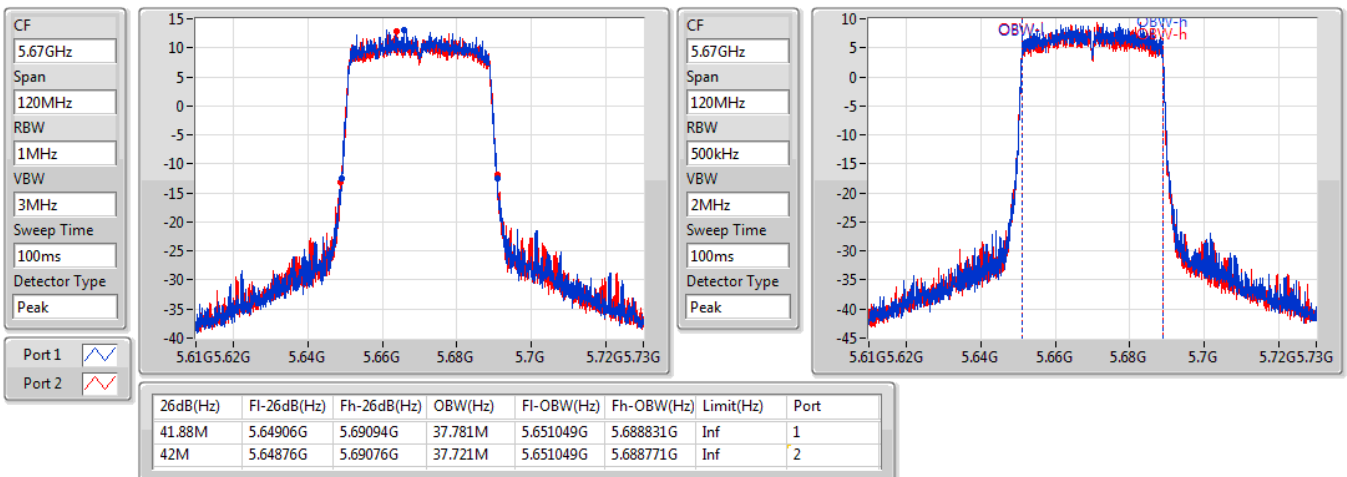 CF
5.67GHz
Span
120MHz
RBW
1MHz
VBW
3MHz
Sweep Time
100ms
Detector Type
Peak
Port 1
Port 2
15
10
5
0
-5
-10
-15
-20
-25
-30
-35
-40
5.61G 5.62G 5.64G 5.66G 5.68G 5.7G 5.72G 5.73G
CF
5.67GHz
Span
120MHz
RBW
500kHz
VBW
2MHz
Sweep Time
100ms
Detector Type
Peak
10
5
0
-5
-10
-15
-20
-25
-30
-35
-40
-45
OBW-l
OBW-h
OBW-h
5.61G 5.62G 5.64G 5.66G 5.68G 5.7G 5.72G 5.73G
26dB(Hz) Fl-26dB(Hz) Fh-26dB(Hz) OBW(Hz) Fl-OBW(Hz) Fh-OBW(Hz) Limit(Hz) Port
41.88M 5.64906G 5.69094G 37.781M 5.651049G 5.688831G Inf 1
42M 5.64876G 5.69076G 37.721M 5.651049G 5.688771G Inf 2